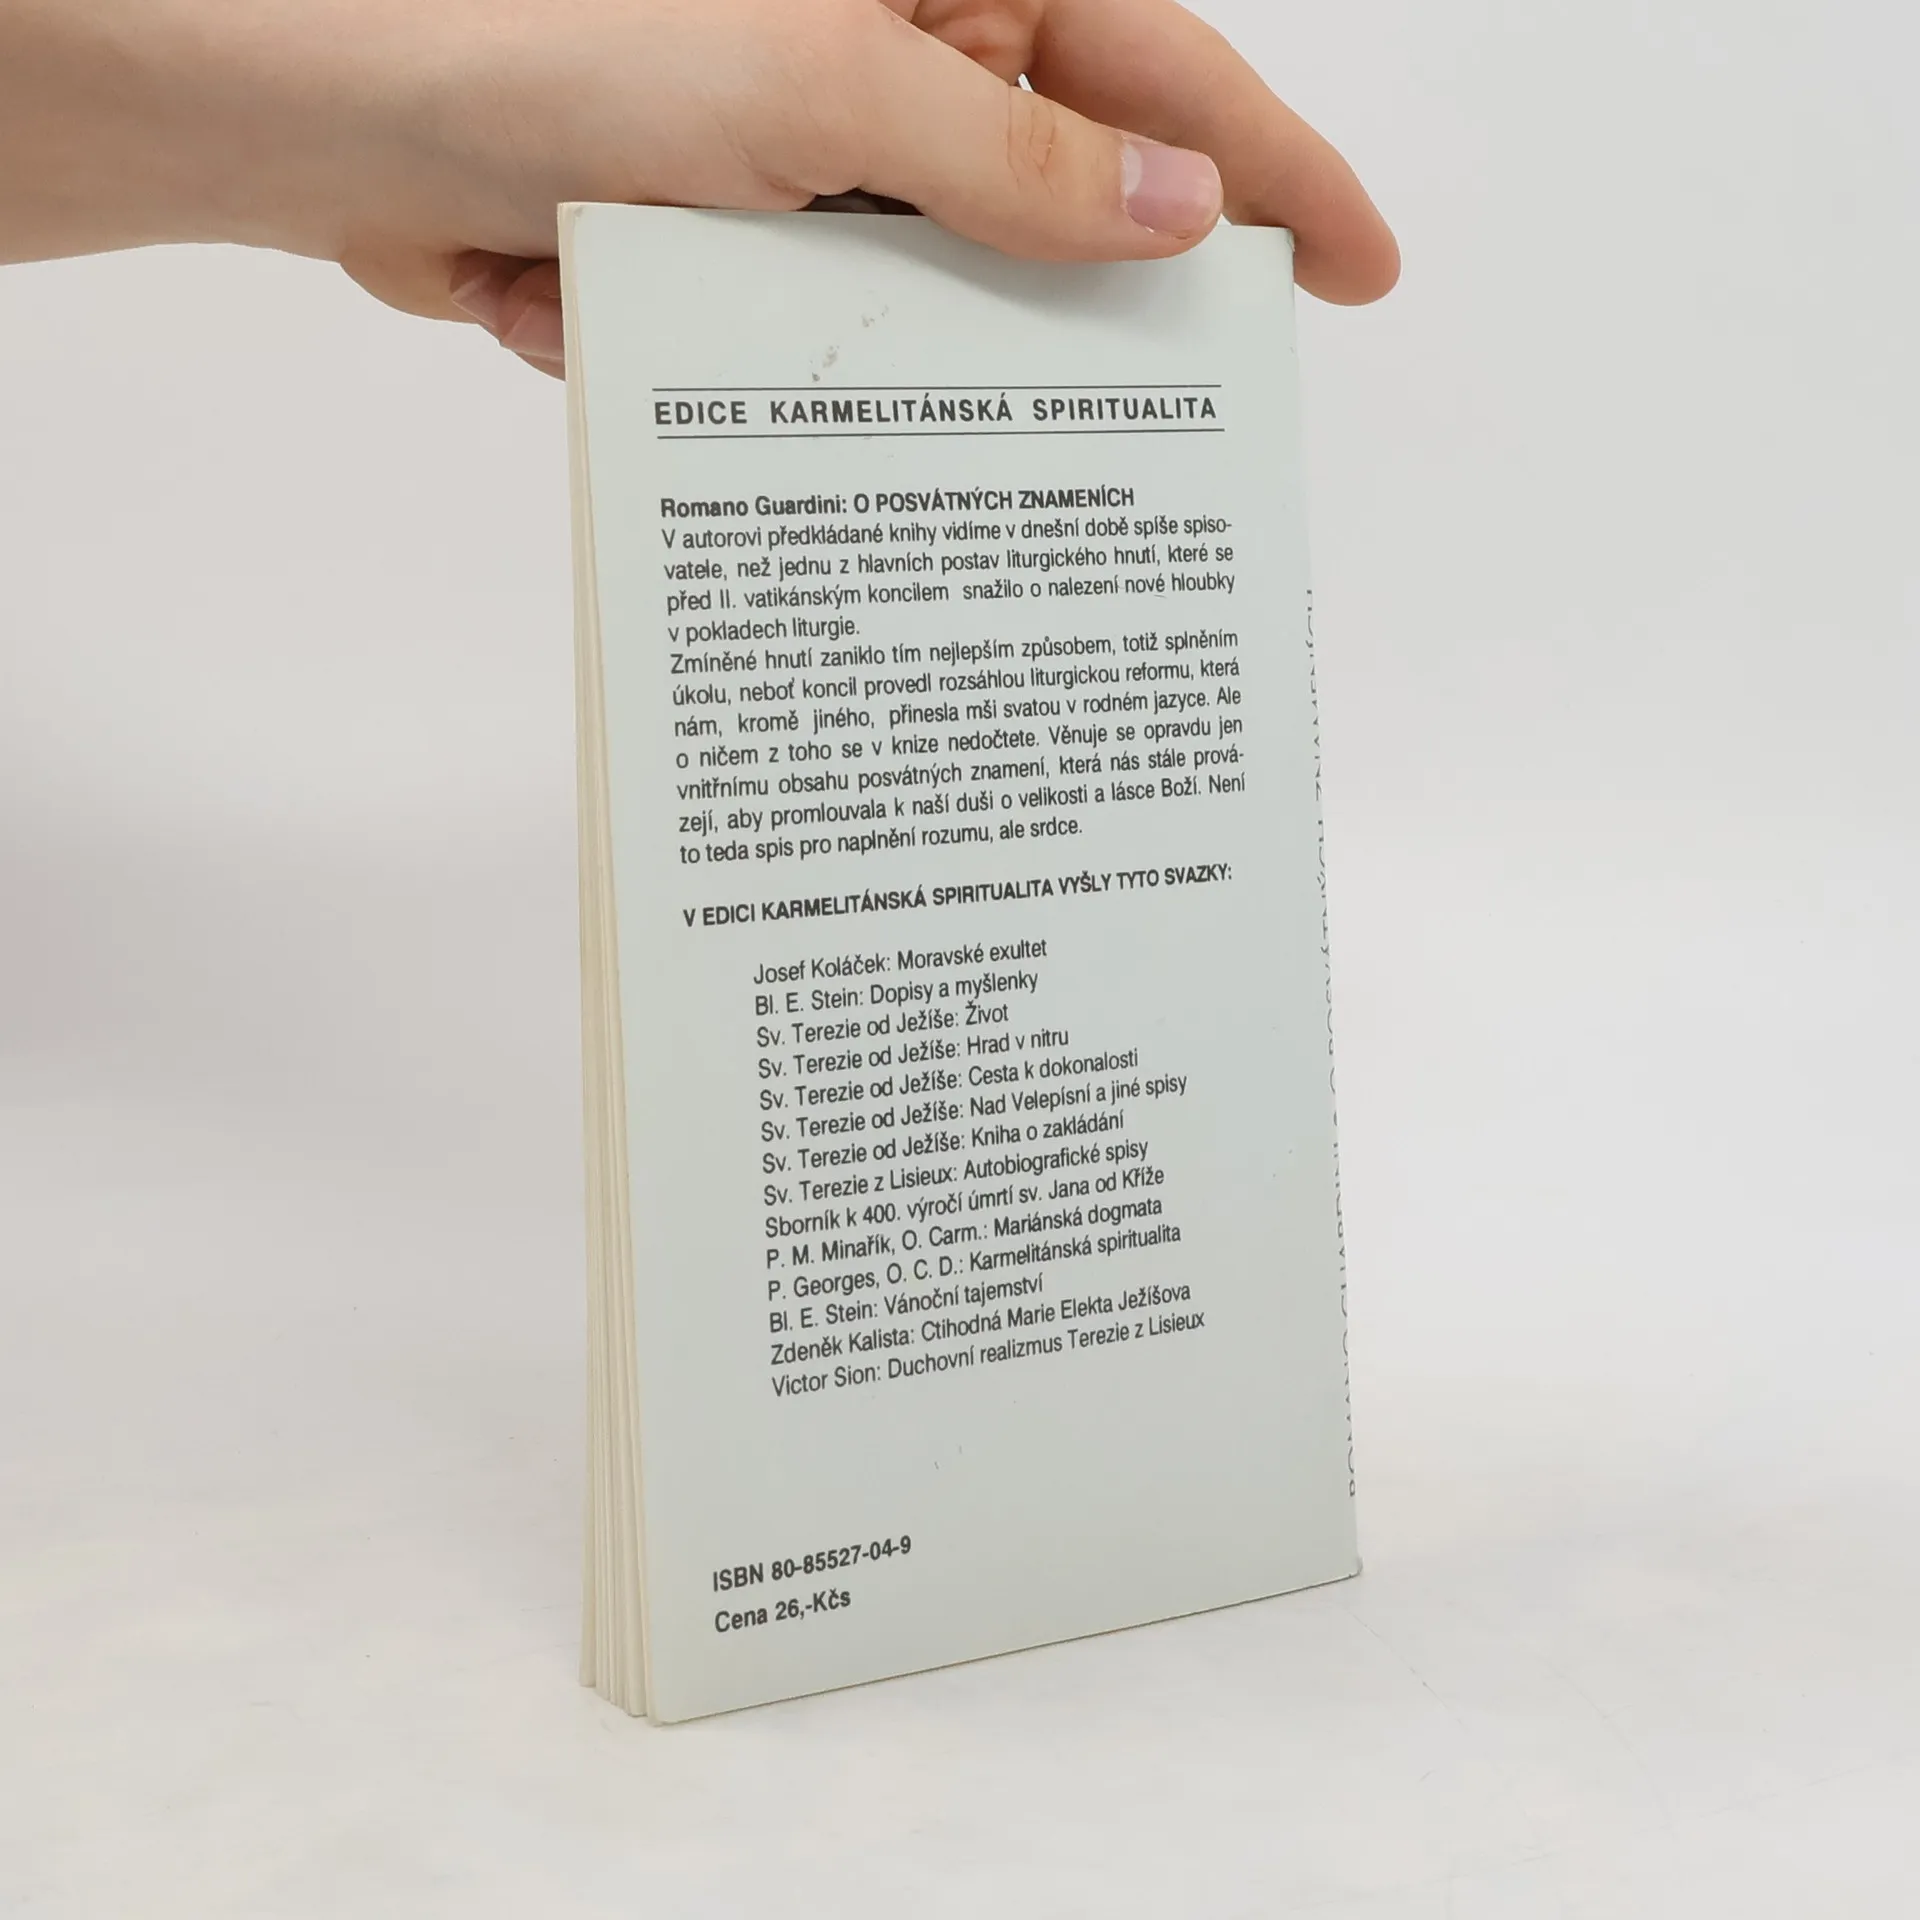 EDICE KARMELITÁNSKÁ SPIRITUALITA
Romano Guardini: O POSVÁTNÝCH ZNAMENÍCH
V autorovi předkládané knihy vidíme v dnešní době spíše spiso-
vatele, než jednu z hlavních postav liturgického hnutí, které se
před II. vatikánským koncilem snažilo o nalezení nové hloubky
v pokladech liturgie.
Zmíněné hnutí zaniklo tím nejlepším způsobem, totiž splněním
úkolu, neboť koncil provedl rozsáhlou liturgickou reformu, která
nám, kromě jiného, přinesla mši svatou v rodném jazyce. Ale
o ničem z toho se v knize nedočtete. Věnuje se opravdu jen
vnitřnímu obsahu posvátných znamení, která nás stále prová-
zejí, aby promlouvala k naší duši o velikosti a lásce Boží. Není
to teda spis pro naplnění rozumu, ale srdce.
V EDICI KARMELITÁNSKÁ SPIRITUALITA VYŠLY TYTO SVAZKY:
Josef Koláček: Moravské exultet
Bl. E. Stein: Dopisy a myšlenky
Sv. Terezie od Ježíše: Život
Sv. Terezie od Ježíše: Hrad v nitru
Sv. Terezie od Ježíše: Cesta k dokonalosti
Sv. Terezie od Ježíše: Nad Velepísní a jiné spisy
Sv. Terezie od Ježíše: Kniha o zakládání
Sv. Terezie z Lisieux: Autobiografické spisy
Sborník k 400. výročí úmrtí sv. Jana od Kříže
P. M. Minařík, O. Carm.: Mariánská dogmata
P. Georges, O. C. D.: Karmelitánská spiritualita
Bl. E. Stein: Vánoční tajemství
Zdeněk Kalista: Ctihodná Marie Elekta Ježíšova
Victor Sion: Duchovní realizmus Terezie z Lisieux
ISBN 80-85527-04-9
Cena 26,-Kčs
ROMANO GUARDINI O POSVÁTNÝCH ZNAMENÍCH